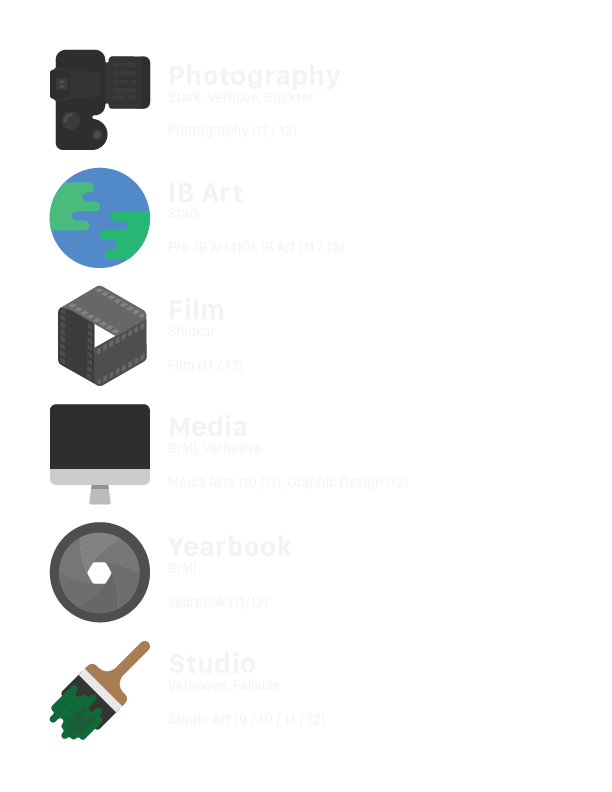 Photography
Stark, Verhove, Stickter
Photography (11 / 12)
IB Art
Stark
Pre-IB Art (10), IB Art (11 / 12)
Film
Shinkar
Film (11 / 12)
Media
Brail, Verhoeve
Media Arts (10 /11), Graphic Design (12)
Yearbook
Brail
Yearbook (11/12)
Studio
Verhoeve, Fallaise
Studio Art (9 / 10 / 11 / 12)